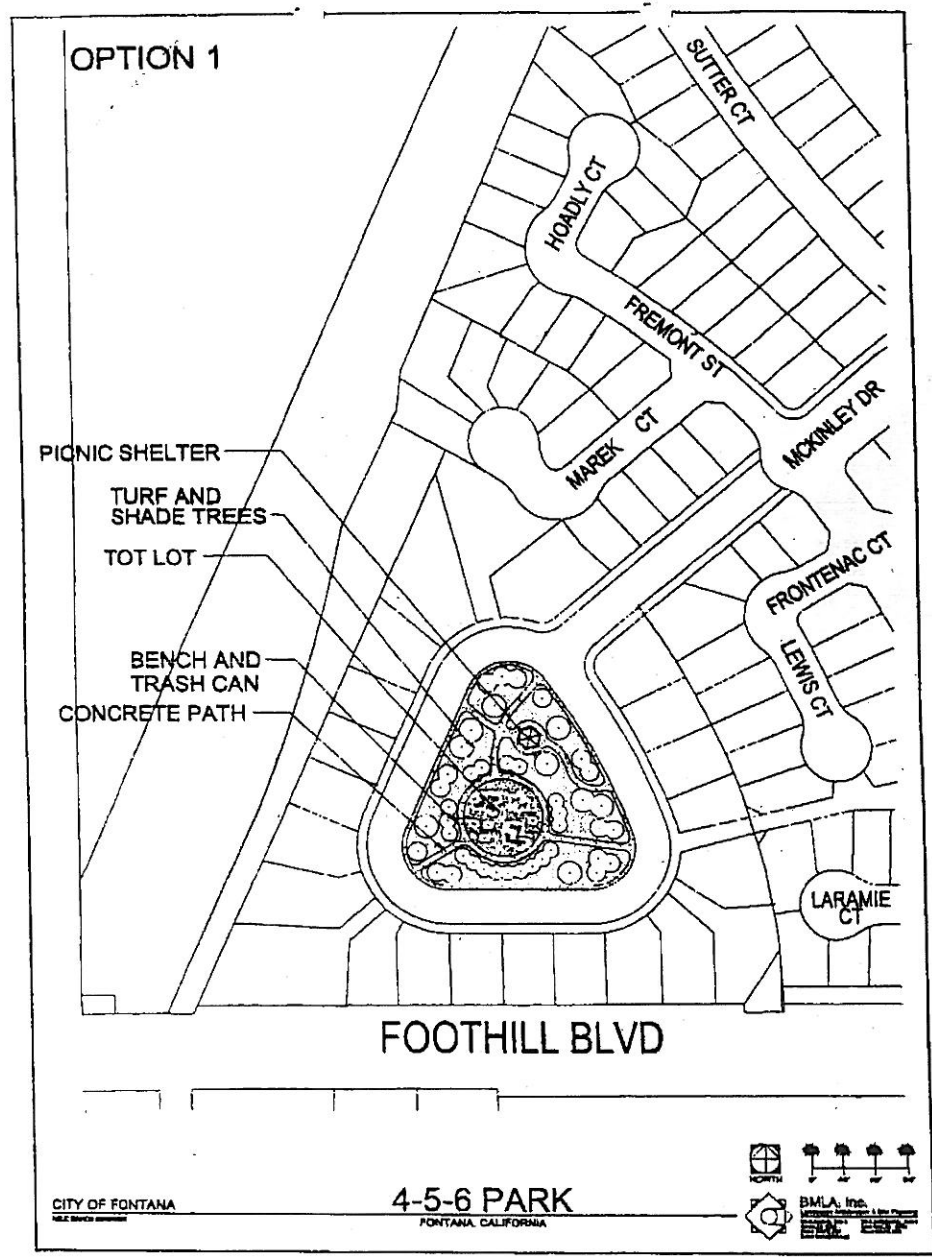 OPTION 1
SUTTER CT
HOADLY CT
FREMONT ST
MAREK CT
MCKINLEY DR
PICNIC SHELTER
TURF AND
SHADE TREES
TOT LOT
FRONTENAC CT
LEWIS CT
BENCH AND
TRASH CAN
CONCRETE PATH
LARAMIE
CT
FOOTHILL BLVD
NORTH
CITY OF FONTANA
4-5-6 PARK
FONTANA, CALIFORNIA
BMLA, Inc.